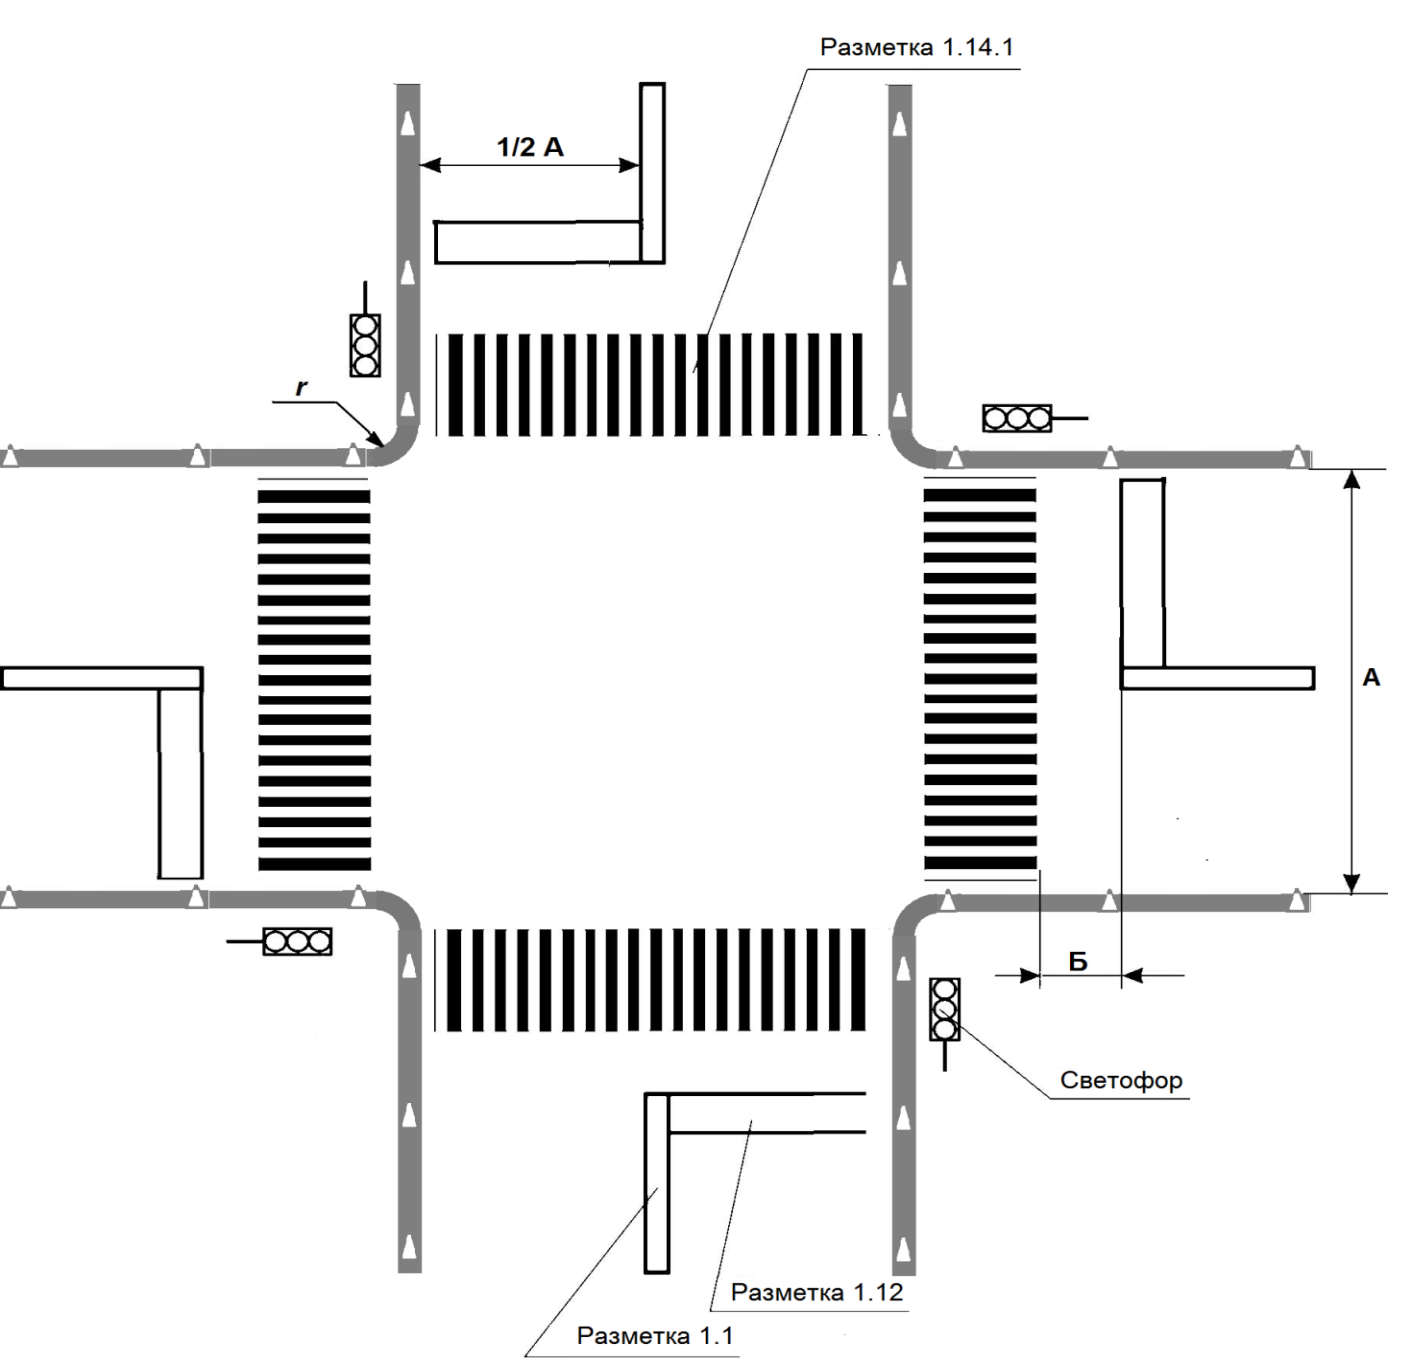 Разметка 1.14.1
1/2 А
r
А
Б
Светофор
Разметка 1.12
Разметка 1.1